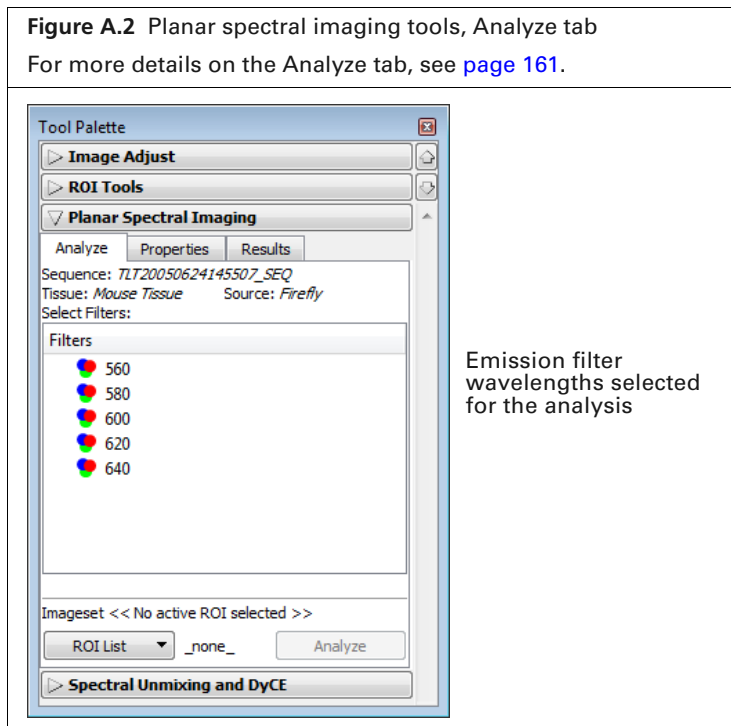 Figure A.2 Planar spectral imaging tools, Analyze tab
For more details on the Analyze tab, see page 161.
Tool Palette
Image Adjust
ROI Tools
Planar Spectral Imaging
Analyze Properties Results
Sequence: TLT20050624145507_SEQ
Tissue: Mouse Tissue Source: Firefly
Select Filters:
Filters
560
580
600
620
640
Emission filter
wavelengths selected
for the analysis
Imageset << No active ROI selected >>
ROI List _none_ Analyze
Spectral Unmixing and DyCE